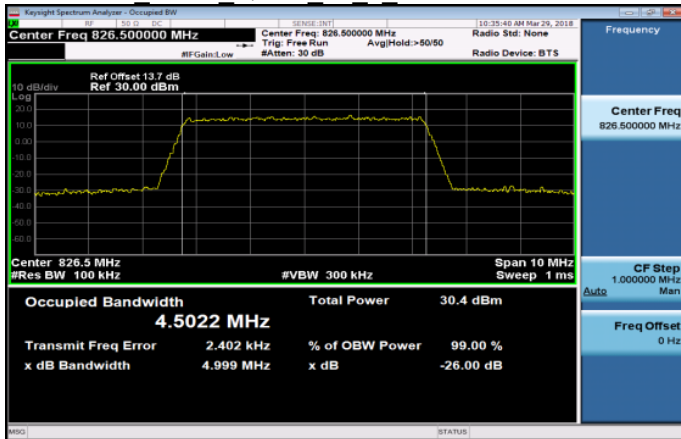 Keysight Spectrum Analyzer - Occupied BW
RF 50 Ω DC SENSE:INT 10:35:40 AM Mar 29, 2018
Center Freq 826.500000 MHz Center Freq: 826.500000 MHz Radio Std: None
Trig: Free Run Avg|Hold:>50/50
#IFGain:Low #Atten: 30 dB Radio Device: BTS
Ref Offset 13.7 dB
10 dB/div Ref 30.00 dBm
Log
20.0
10.0
0.00
-10.0
-20.0
-30.0
-40.0
-50.0
-60.0
Center 826.5 MHz Span 10 MHz
#Res BW 100 kHz #VBW 300 kHz Sweep 1 ms
Occupied Bandwidth Total Power 30.4 dBm
4.5022 MHz
Transmit Freq Error 2.402 kHz % of OBW Power 99.00 %
x dB Bandwidth 4.999 MHz x dB -26.00 dB
MSG STATUS
Frequency
Center Freq
826.500000 MHz
CF Step
1.000000 MHz
Auto Man
Freq Offset
0 Hz